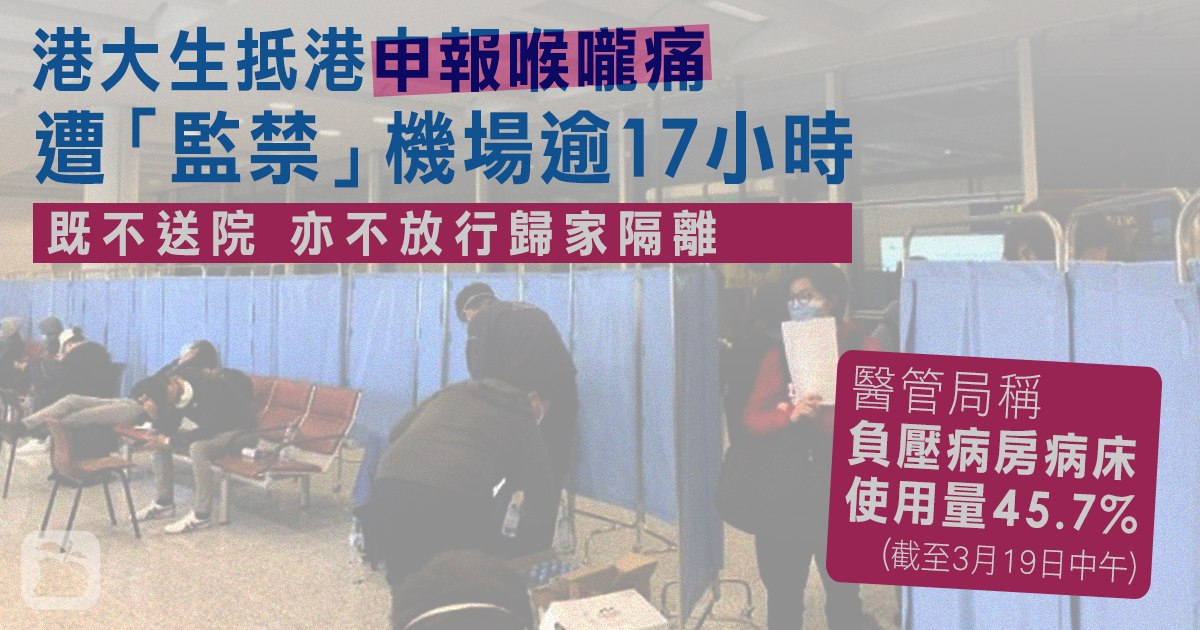 港大生抵港申報喉嚨痛
遭「監禁」機場逾17小時
既不送院 亦不放行歸家隔離
醫管局稱
負壓病房病床
使用量45.7%
(截至3月19日中午)